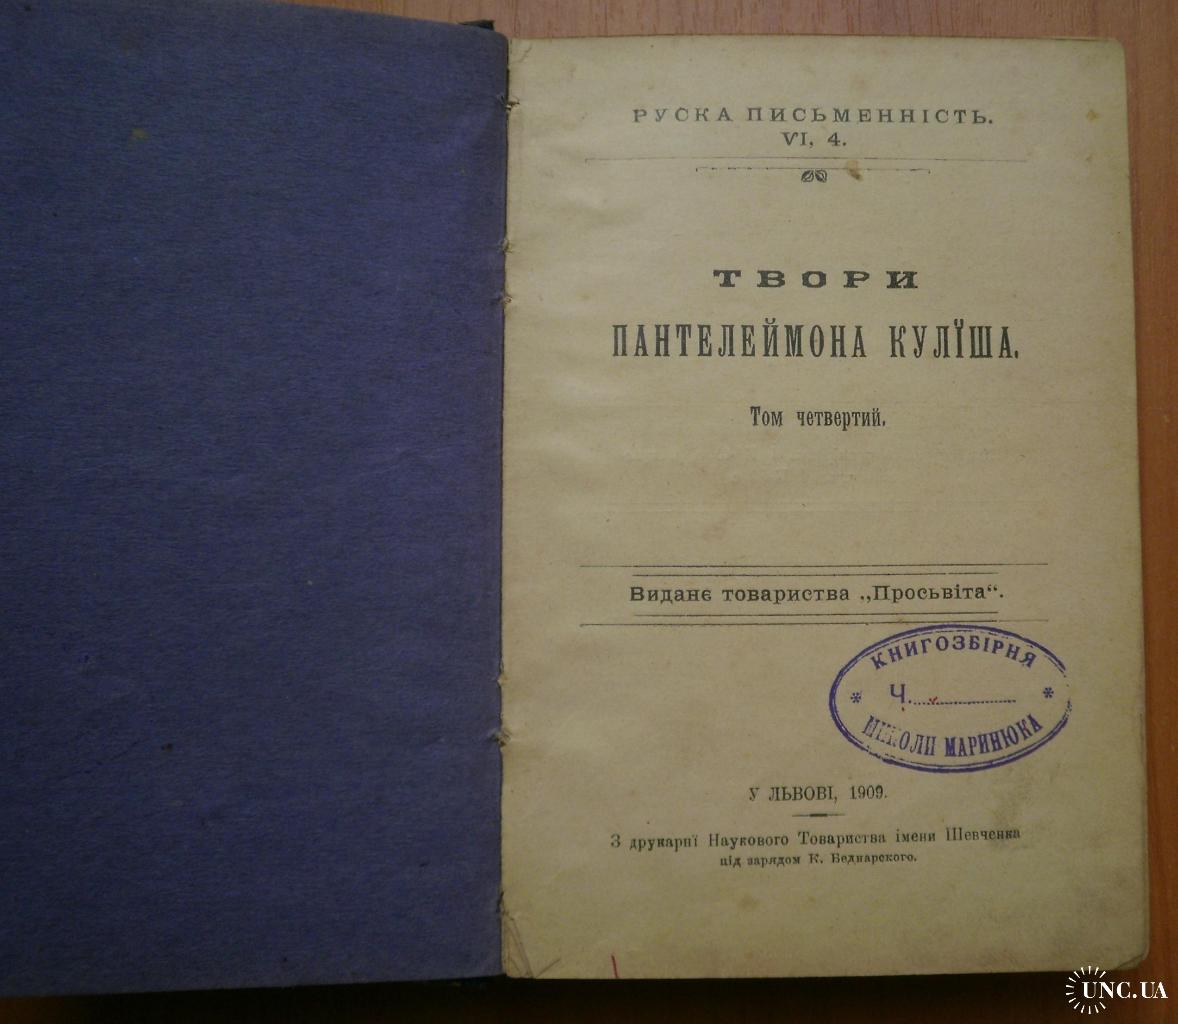 РУСКА ПИСЬМЕННІСТЬ.
VI, 4.
ТВОРИ
ПАНТЕЛЕЙМОНА КУЛЇША.
Том четвертий.
Виданє товариства „Просьвіта“.
КНИГОЗБІРНЯ
Ч.
МИКОЛИ МАРИНЮКА
У ЛЬВОВІ, 1909.
З друкарнї Наукового Товариства імени Шевченка
під зарядом К. Беднарского.
UNC.UA